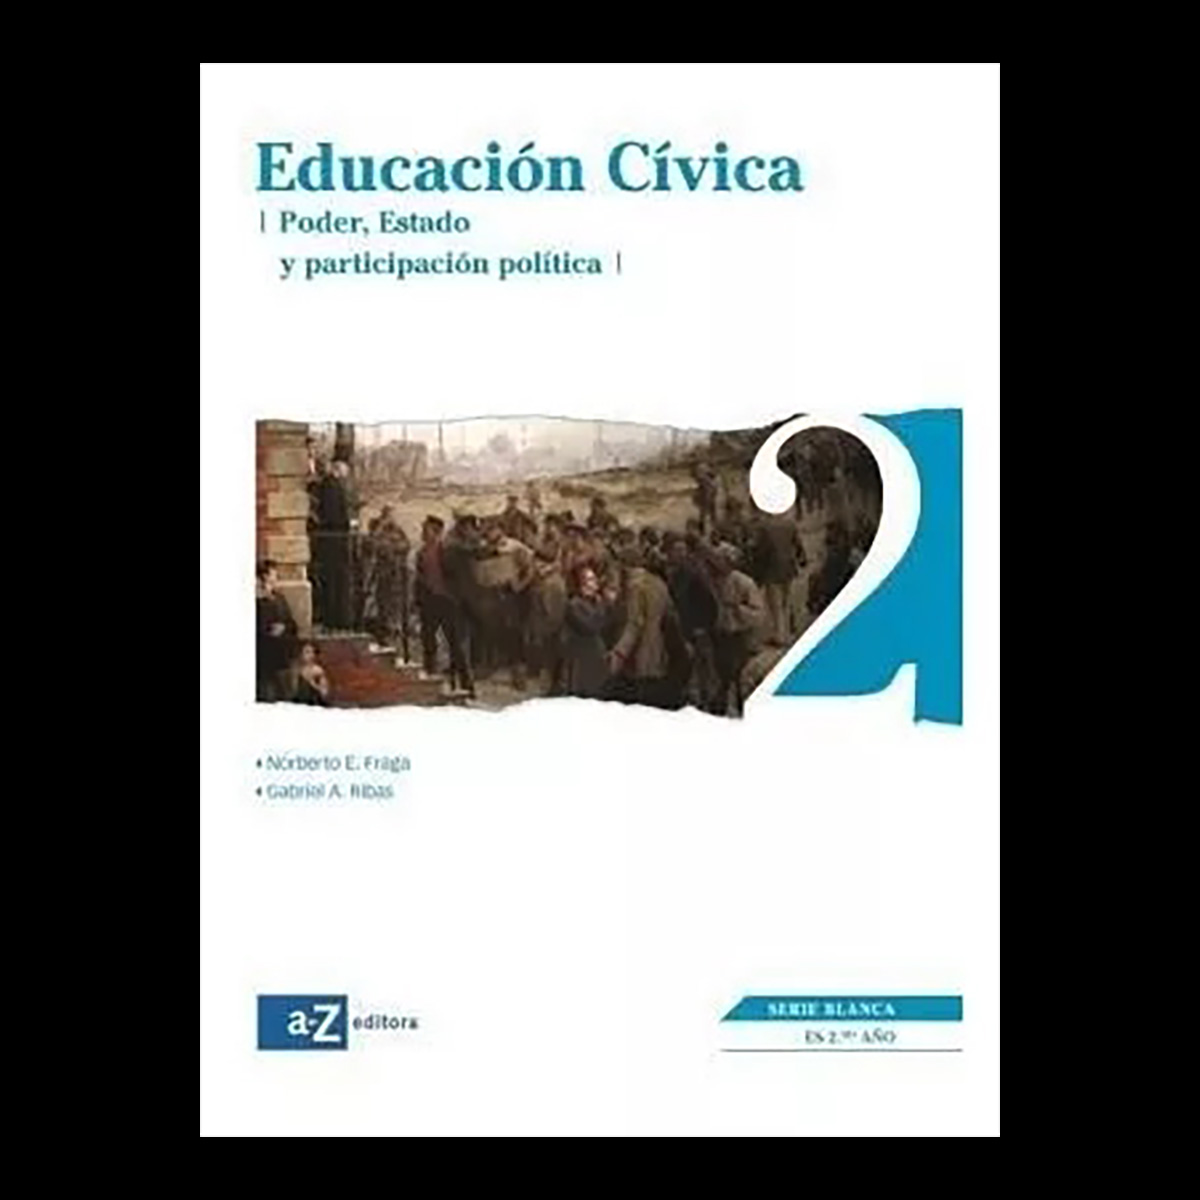 Educación Cívica
| Poder, Estado
y participación política |
2
Norberto E. Fraga
Gabriel A. Ribas
a-Z editora
SERIE BLANCA
ES 2.do AÑO